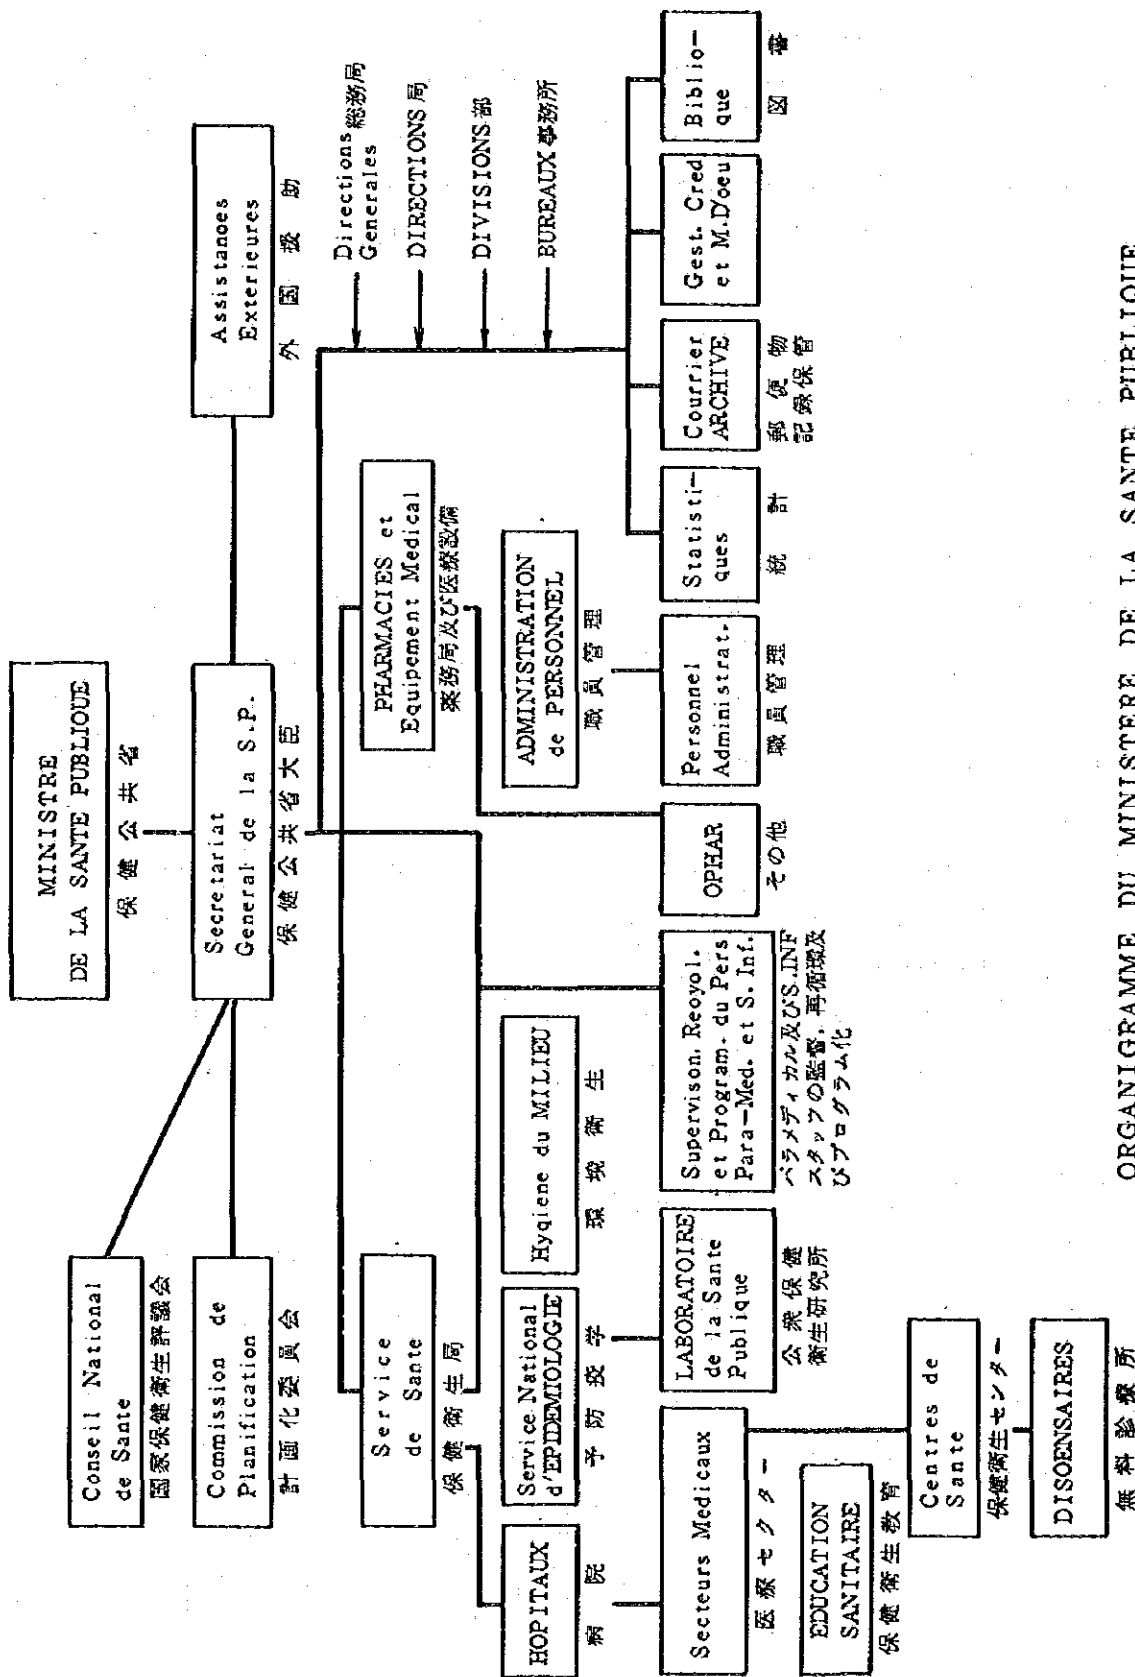 MINISTRE
DE LA SANTE PUBLIQUE
保健公共省
Secretariat
General de la S.P.
保健公共省大臣
Assistanoes
Exterieures
外国援助
Conseil National
de Sante
国家保健衛生評議会
Commission de
Planification
計画化委員会
Directions 総務局
Generales
DIRECTIONS 局
DIVISIONS 部
BUREAUX 事務所
Service
de Sante
保健衛生局
PHARMACIES et
Equipement Medical
薬務局及び医療設備
HOPITAUX
病院
Service National
d'EPIDEMIOLOGIE
予防疫学
Hygiene du MILIEU
環境衛生
ADMINISTRATION
de PERSONNEL
職員管理
Secteurs Medicaux
医療セクター
LABORATOIRE
de la Sante
Publique
公衆保健
衛生研究所
Supervison. Reoyol.
et Program. du Pers
Para-Med. et S. Inf.
パラメディカル及びS.INF
スタッフの監督,再循環及
びプログラム化
OPHAR
その他
Personnel
Administrat.
職員管理
Statisti-
ques
統計
Courrier
ARCHIVE
郵便物
記録保管
Gest. Cred
et M.D'oeu
Biblio-
que
図書
EDUCATION
SANITAIRE
保健衛生教育
Centres de
Sante
保健衛生センター
DISOENSAIRES
無料診療所
ORGANIGRAMME DU MINISTERE DE LA SANTE PUBLIQUE